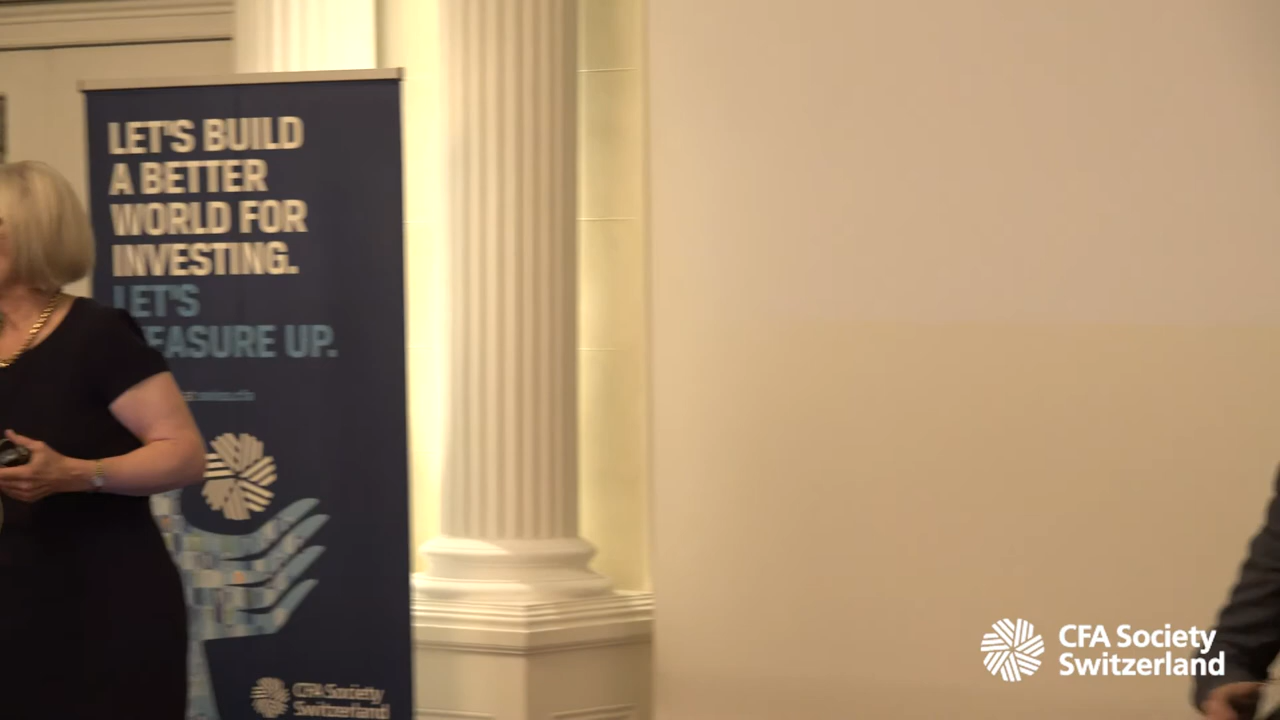 LET'S BUILD
A BETTER
WORLD FOR
INVESTING.
LET'S
EASURE UP.
CFA Society
Switzerland
CFA Society
Switzerland